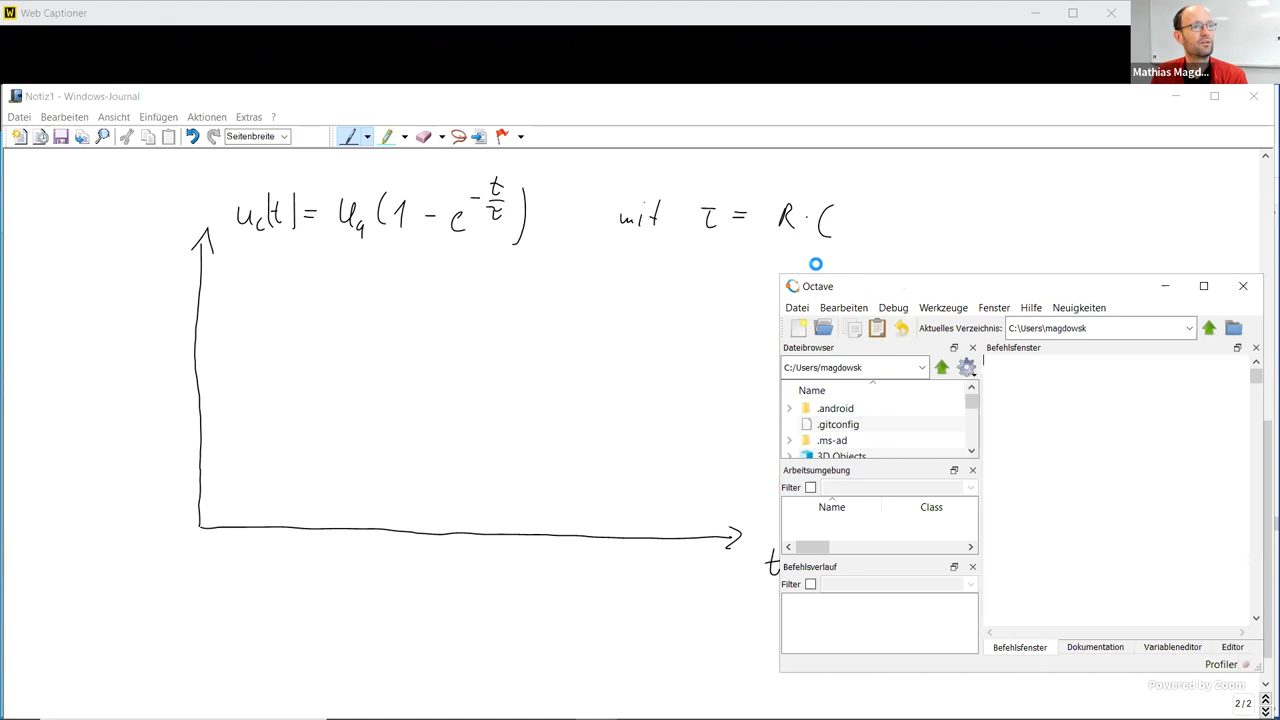 Web Captioner
Mathias Magd...
Notiz1 - Windows-Journal
Datei Bearbeiten Ansicht Einfügen Aktionen Extras ?
Seitenbreite
u_c(t) = U_q (1 - e^{-t/τ}) mit τ = R · C
t
Octave
Datei Bearbeiten Debug Werkzeuge Fenster Hilfe Neuigkeiten
Aktuelles Verzeichnis: C:\Users\magdowsk
Dateibrowser
C:/Users/magdowsk
Name
.android
.gitconfig
.ms-ad
3D Objects
Arbeitsumgebung
Filter
Name Class
Befehlsverlauf
Filter
Befehlsfenster
Befehlsfenster Dokumentation Variableneditor Editor
Profiler
Powered by Zoom
2 / 2